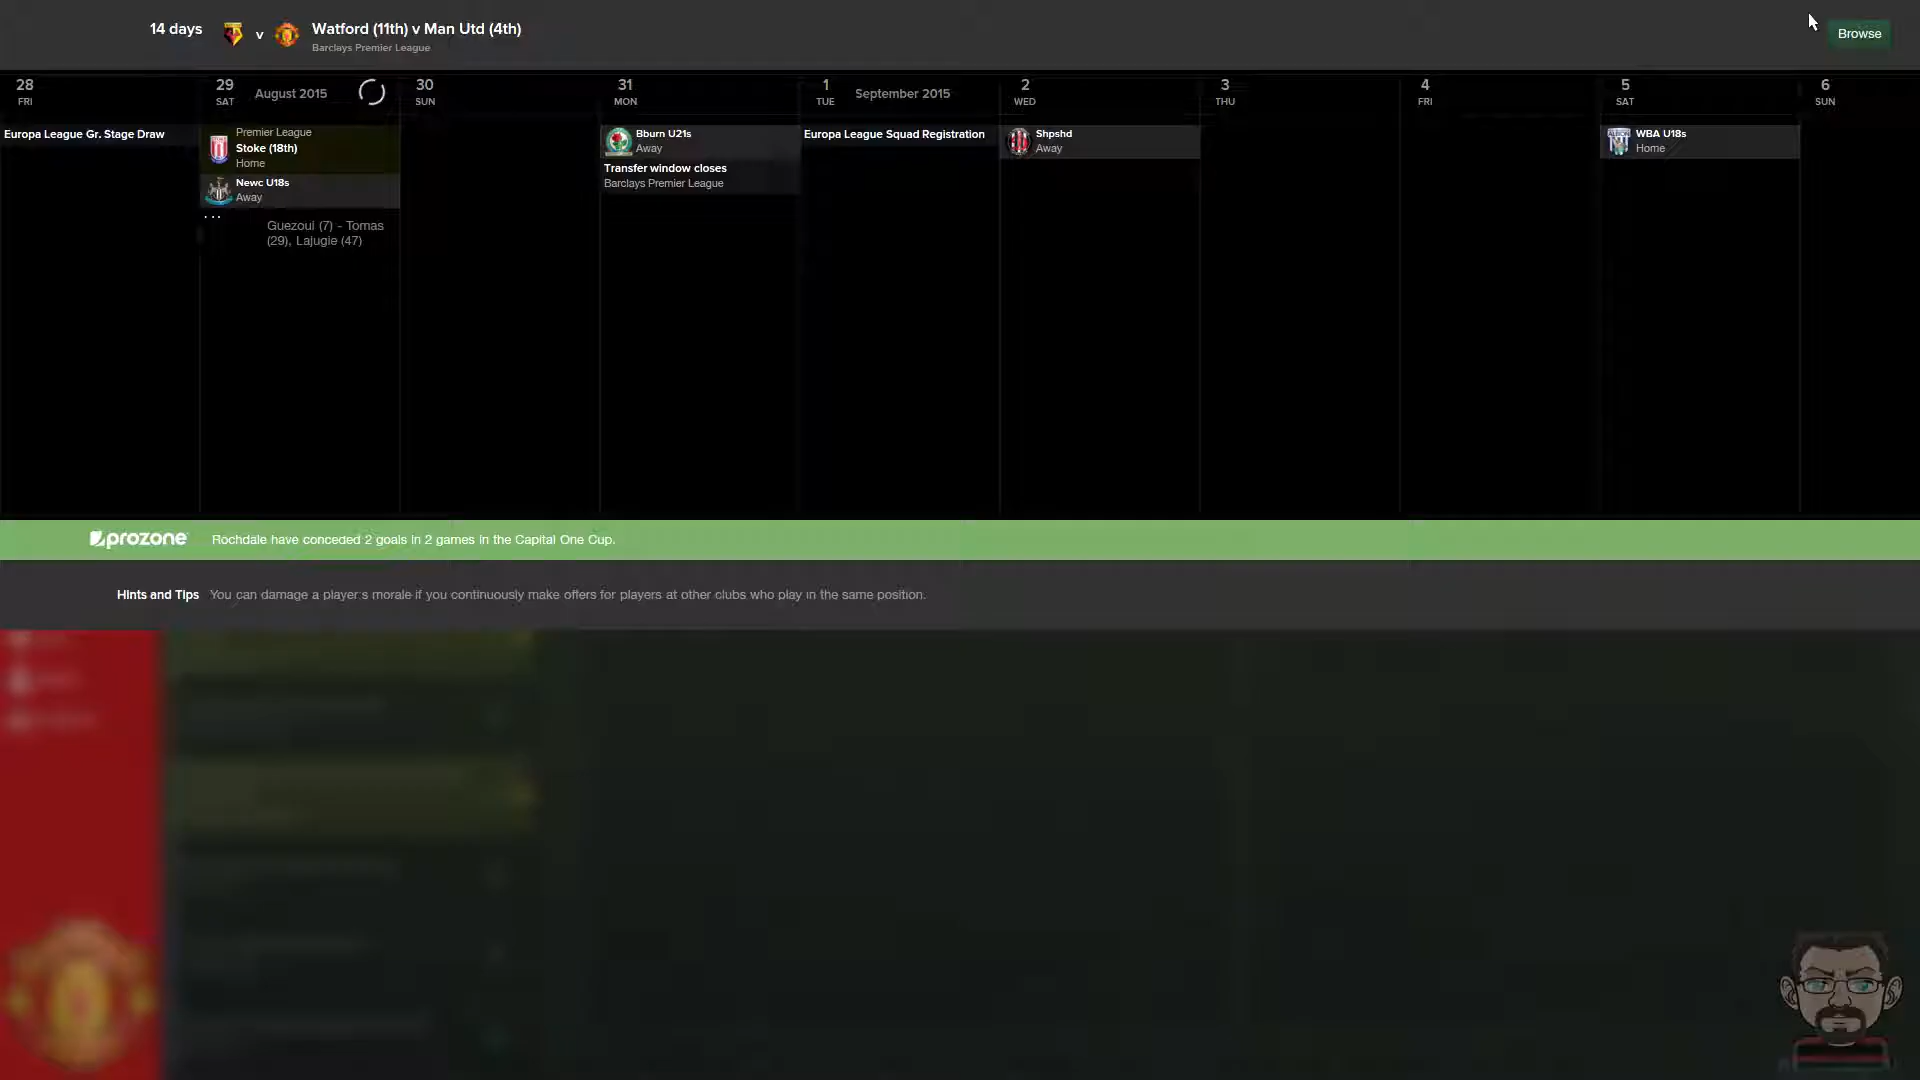 14 days
v
Watford (11th) v Man Utd (4th)
Barclays Premier League
Browse
28
FRI
29
SAT
August 2015
30
SUN
31
MON
1
TUE
September 2015
2
WED
3
THU
4
FRI
5
SAT
6
SUN
Europa League Gr. Stage Draw
Premier League
Stoke (18th)
Home
Newc U18s
Away
...
Guezoui (7) - Tomas
(29), Lajugie (47)
Bburn U21s
Away
Transfer window closes
Barclays Premier League
Europa League Squad Registration
Shpshd
Away
WBA U18s
Home
prozone
Rochdale have conceded 2 goals in 2 games in the Capital One Cup.
Hints and Tips
You can damage a player's morale if you continuously make offers for players at other clubs who play in the same position.